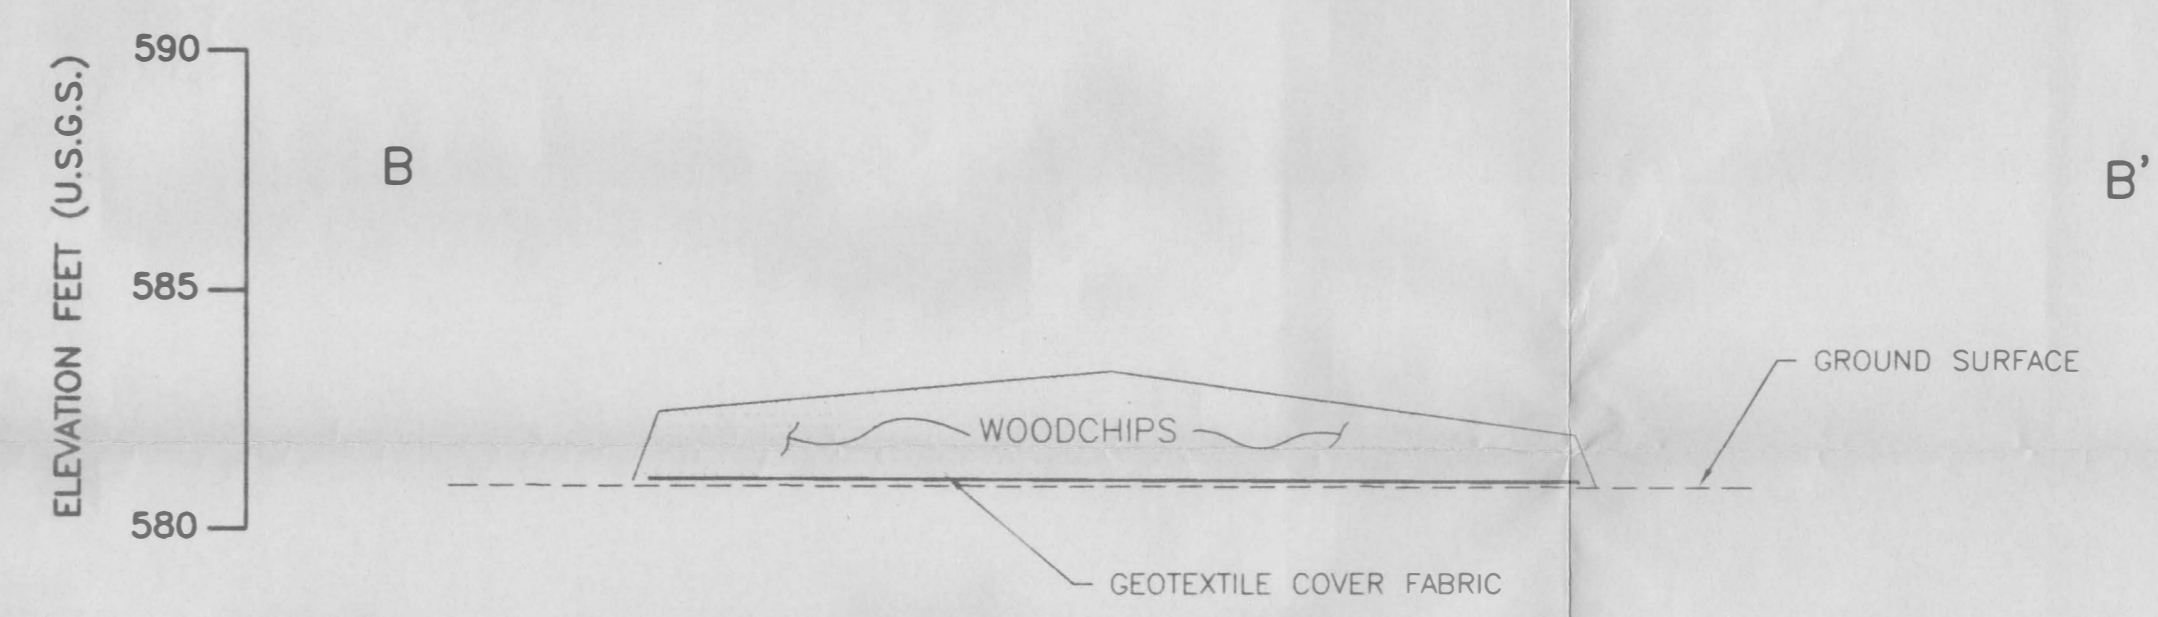 590
ELEVATION FEET (U.S.G.S.)
B
B'
585
GROUND SURFACE
WOODCHIPS
580
GEOTEXTILE COVER FABRIC